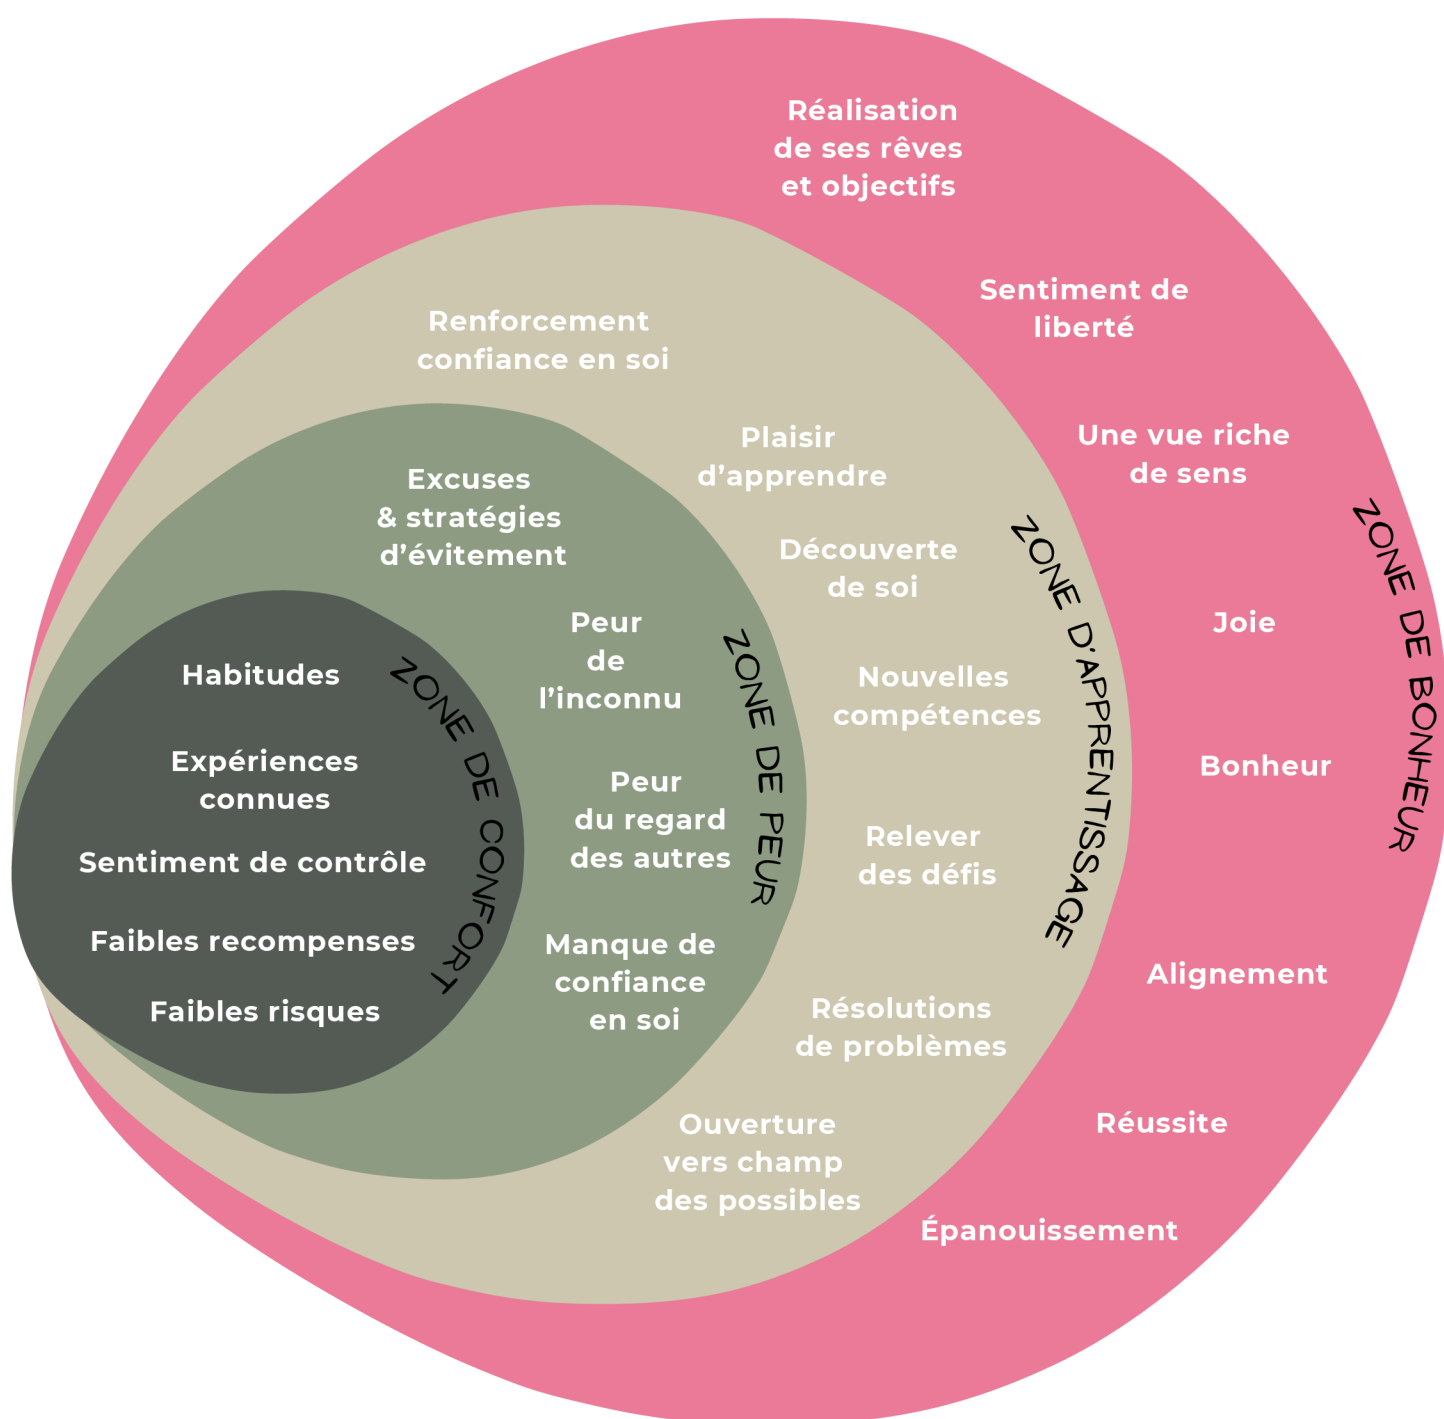 Réalisation
de ses rêves
et objectifs
Sentiment de
liberté
Une vue riche
de sens
Joie
Bonheur
Alignement
Réussite
Épanouissement
ZONE DE BONHEUR
Renforcement
confiance en soi
Plaisir
d’apprendre
Découverte
de soi
Nouvelles
compétences
Relever
des défis
Résolutions
de problèmes
Ouverture
vers champ
des possibles
ZONE D'APPRENTISSAGE
Excuses
& stratégies
d’évitement
Peur
de
l’inconnu
Peur
du regard
des autres
Manque de
confiance
en soi
ZONE DE PEUR
Habitudes
Expériences
connues
Sentiment de contrôle
Faibles recompenses
Faibles risques
ZONE DE CONFORT